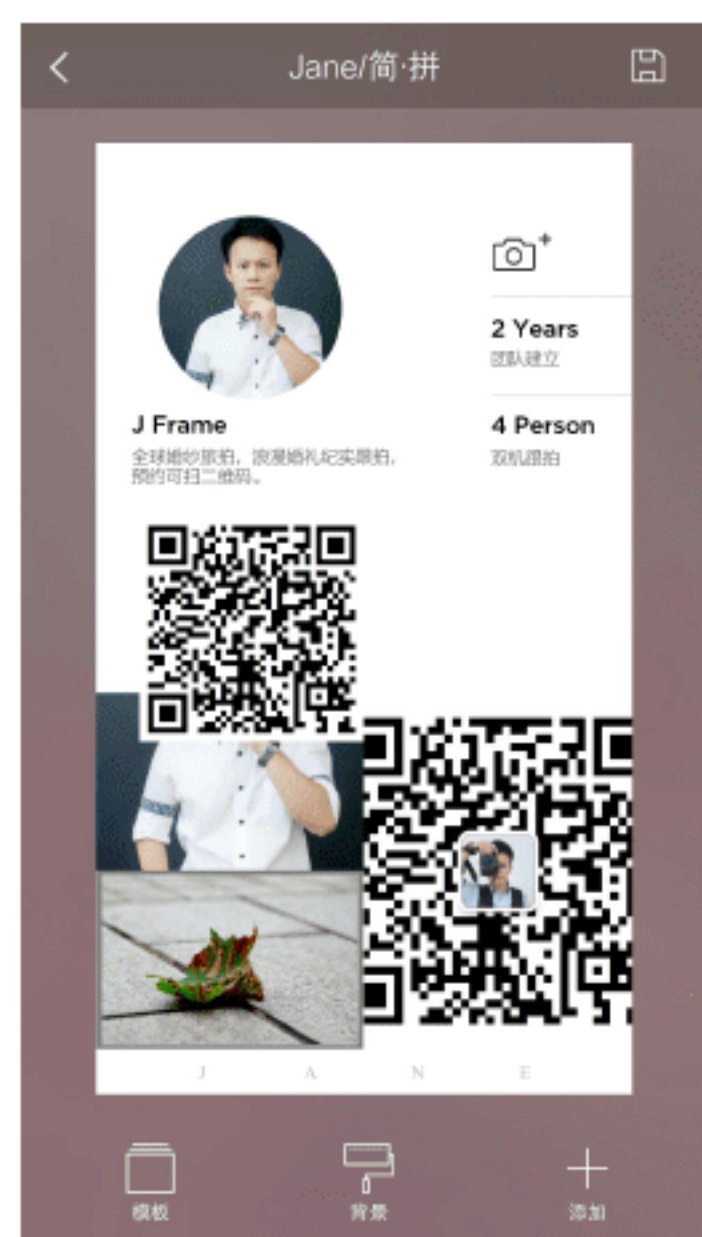 Jane/简·拼
J Frame
全球婚纱旅拍,浪漫婚礼纪实跟拍,
预约可扫二维码。
2 Years
团队建立
4 Person
双机跟拍
J A N E
模板
背景
添加